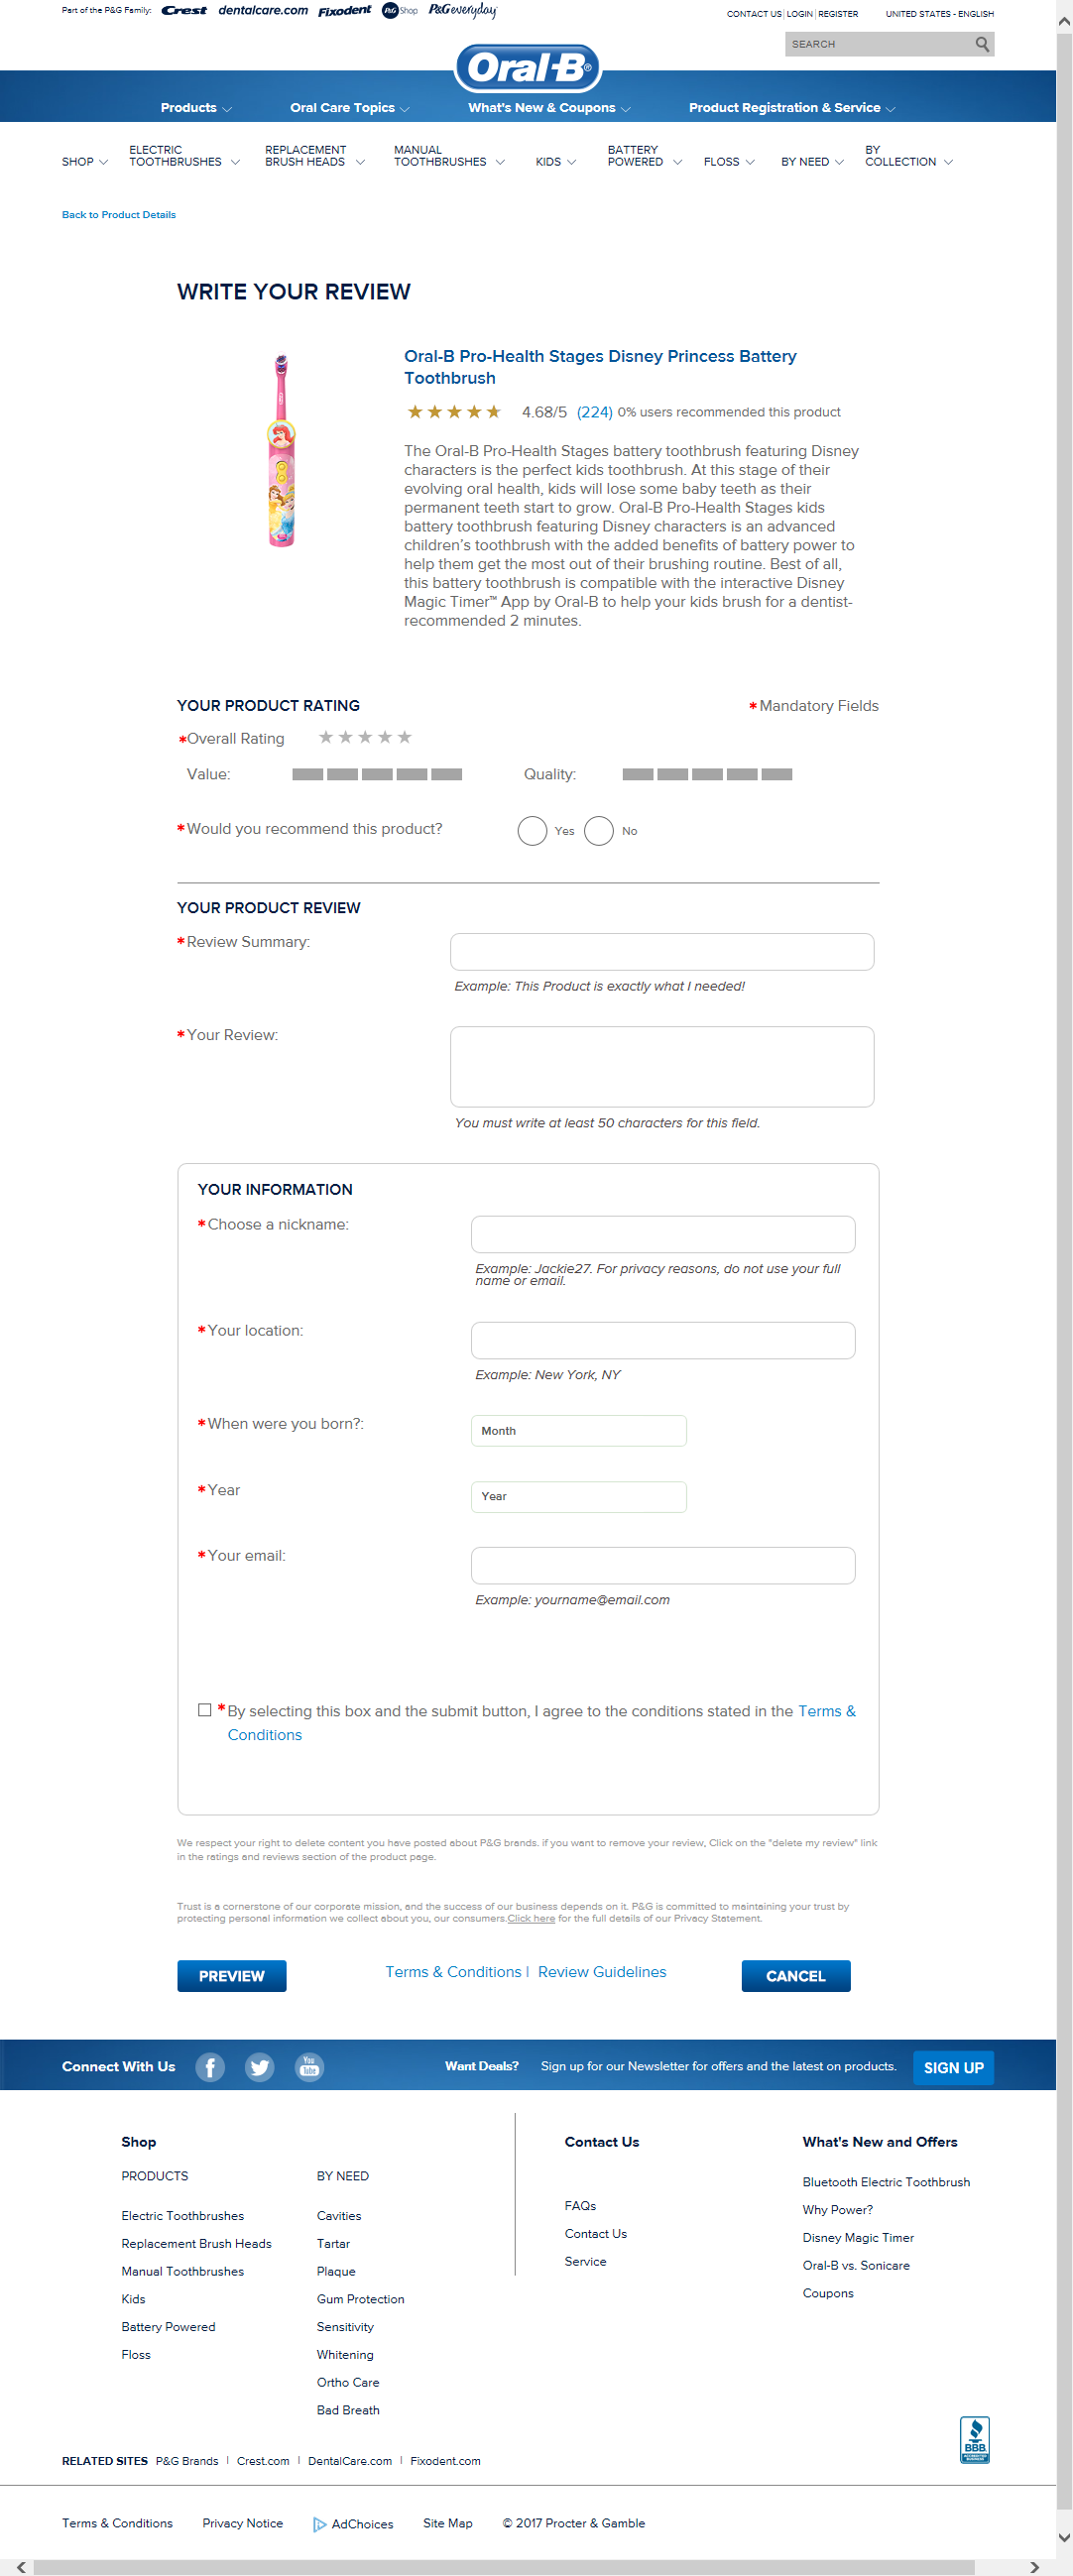 Part of the P&G Family: Crest dentalcare.com Fixodent P&G Shop P&Geveryday
CONTACT US LOGIN REGISTER UNITED STATES - ENGLISH
SEARCH
Oral-B®
Products Oral Care Topics What's New & Coupons Product Registration & Service
SHOP ELECTRIC TOOTHBRUSHES REPLACEMENT BRUSH HEADS MANUAL TOOTHBRUSHES KIDS BATTERY POWERED FLOSS BY NEED BY COLLECTION
Back to Product Details
WRITE YOUR REVIEW
Oral-B Pro-Health Stages Disney Princess Battery
Toothbrush
4.68/5 (224) 0% users recommended this product
The Oral-B Pro-Health Stages battery toothbrush featuring Disney
characters is the perfect kids toothbrush. At this stage of their
evolving oral health, kids will lose some baby teeth as their
permanent teeth start to grow. Oral-B Pro-Health Stages kids
battery toothbrush featuring Disney characters is an advanced
children’s toothbrush with the added benefits of battery power to
help them get the most out of their brushing routine. Best of all,
this battery toothbrush is compatible with the interactive Disney
Magic Timer™ App by Oral-B to help your kids brush for a dentist-
recommended 2 minutes.
YOUR PRODUCT RATING *Mandatory Fields
*Overall Rating
Value: Quality:
*Would you recommend this product? Yes No
YOUR PRODUCT REVIEW
*Review Summary:
Example: This Product is exactly what I needed!
*Your Review:
You must write at least 50 characters for this field.
YOUR INFORMATION
*Choose a nickname:
Example: Jackie27. For privacy reasons, do not use your full
name or email.
*Your location:
Example: New York, NY
*When were you born?: Month
*Year Year
*Your email:
Example: yourname@email.com
*By selecting this box and the submit button, I agree to the conditions stated in the Terms &
Conditions
We respect your right to delete content you have posted about P&G brands. if you want to remove your review, Click on the "delete my review" link
in the ratings and reviews section of the product page.
Trust is a cornerstone of our corporate mission, and the success of our business depends on it. P&G is committed to maintaining your trust by
protecting personal information we collect about you, our consumers.Click here for the full details of our Privacy Statement.
PREVIEW Terms & Conditions | Review Guidelines CANCEL
Connect With Us You Tube Want Deals? Sign up for our Newsletter for offers and the latest on products. SIGN UP
Shop
PRODUCTS
Electric Toothbrushes
Replacement Brush Heads
Manual Toothbrushes
Kids
Battery Powered
Floss
BY NEED
Cavities
Tartar
Plaque
Gum Protection
Sensitivity
Whitening
Ortho Care
Bad Breath
Contact Us
FAQs
Contact Us
Service
What's New and Offers
Bluetooth Electric Toothbrush
Why Power?
Disney Magic Timer
Oral-B vs. Sonicare
Coupons
BBB
ACCREDITED BUSINESS
RELATED SITES P&G Brands | Crest.com | DentalCare.com | Fixodent.com
Terms & Conditions Privacy Notice AdChoices Site Map © 2017 Procter & Gamble